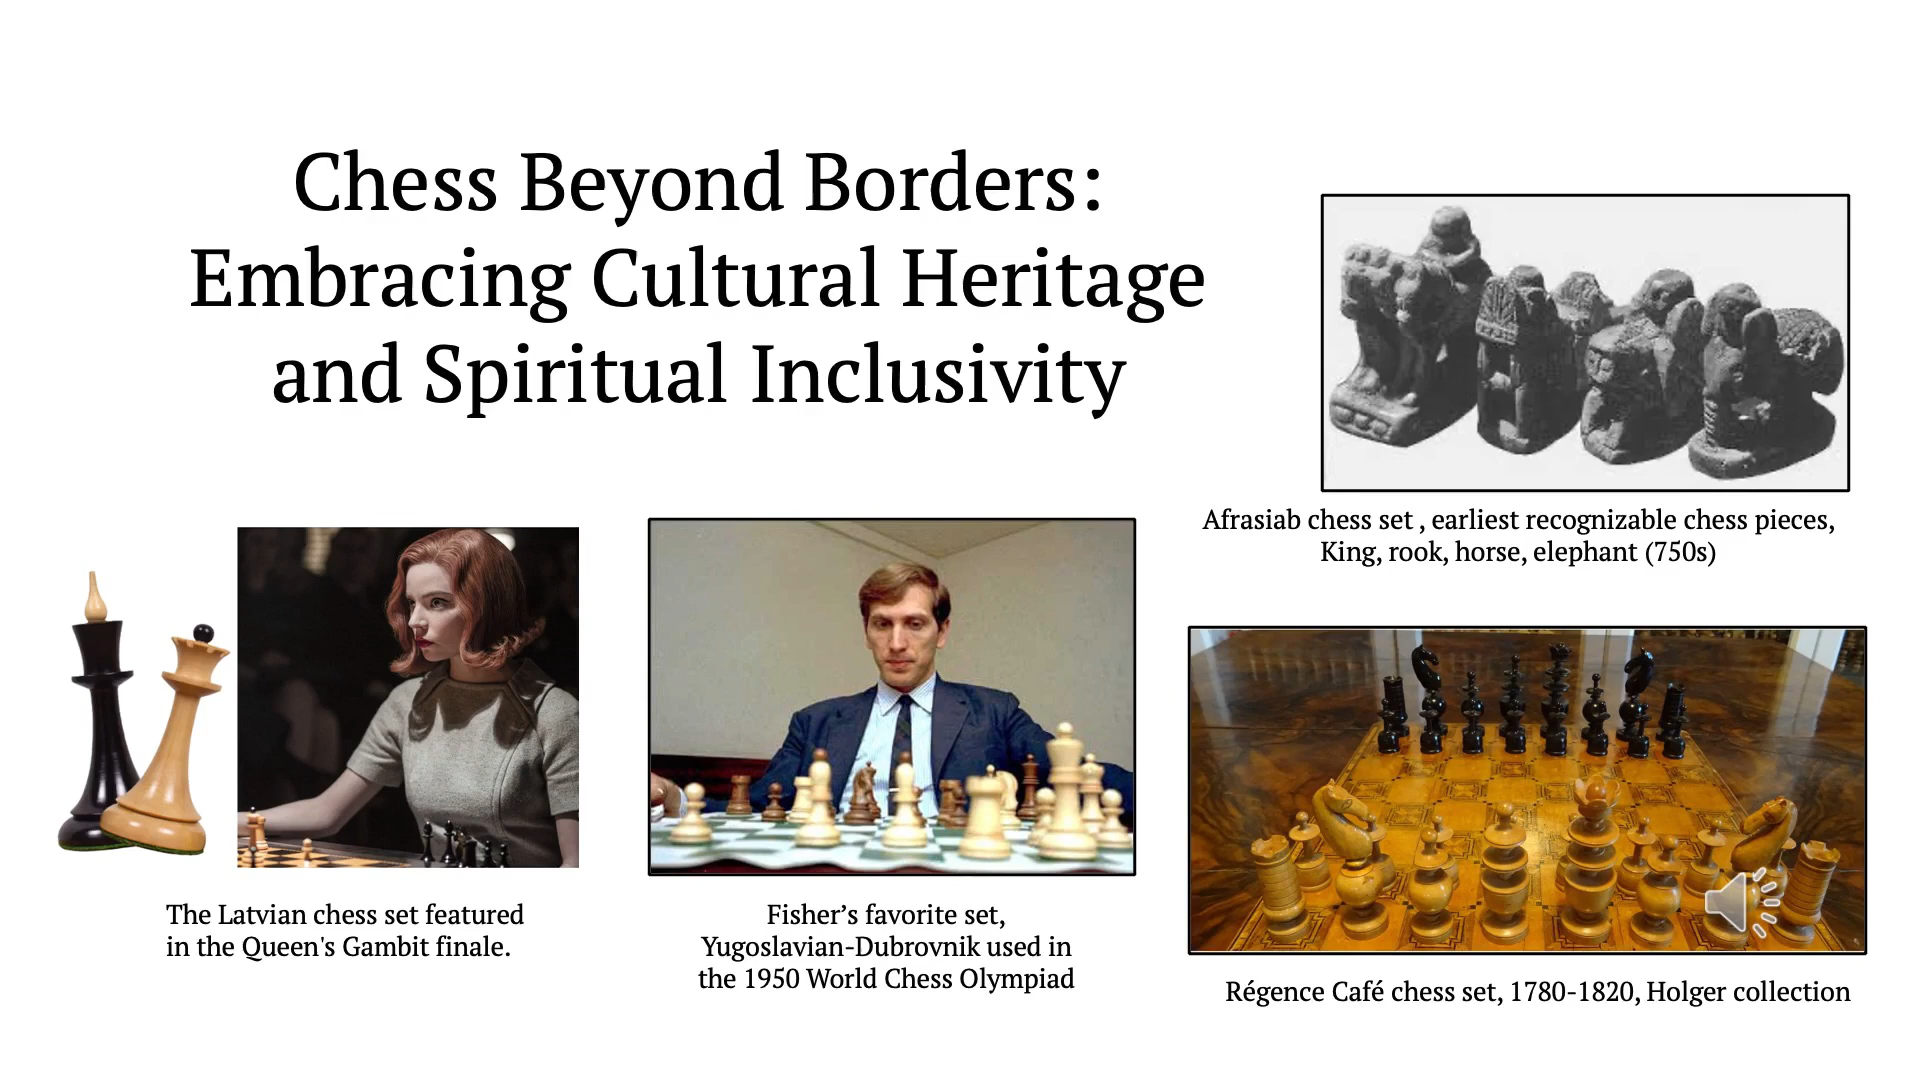 Chess Beyond Borders:
Embracing Cultural Heritage
and Spiritual Inclusivity
Afrasiab chess set , earliest recognizable chess pieces,
King, rook, horse, elephant (750s)
The Latvian chess set featured
in the Queen's Gambit finale.
Fisher’s favorite set,
Yugoslavian-Dubrovnik used in
the 1950 World Chess Olympiad
Régence Café chess set, 1780-1820, Holger collection